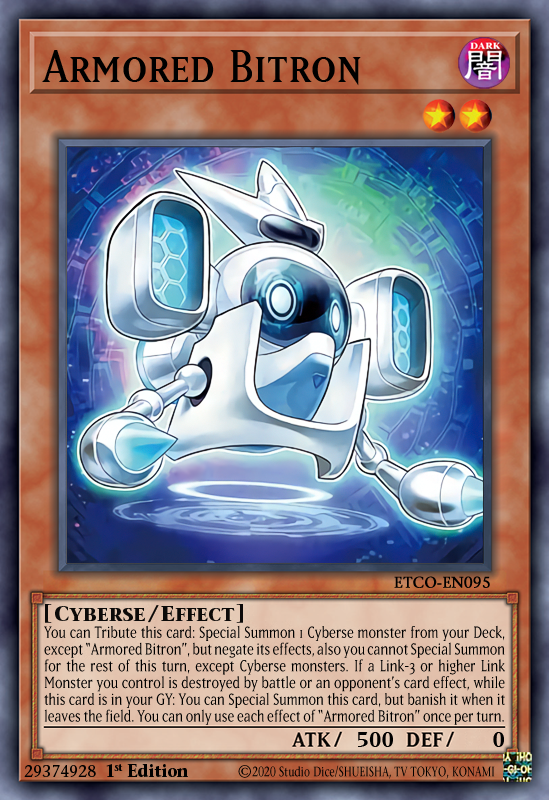 ARMORED BITRON
DARK
闇
ETCO-EN095
[CYBERSE/EFFECT]
You can Tribute this card: Special Summon 1 Cyberse monster from your Deck,
except "Armored Bitron", but negate its effects, also you cannot Special Summon
for the rest of this turn, except Cyberse monsters. If a Link-3 or higher Link
Monster you control is destroyed by battle or an opponent's card effect, while
this card is in your GY: You can Special Summon this card, but banish it when it
leaves the field. You can only use each effect of "Armored Bitron" once per turn.
ATK/ 500 DEF/ 0
29374928 1st Edition ©2020 Studio Dice/SHUEISHA, TV TOKYO, KONAMI